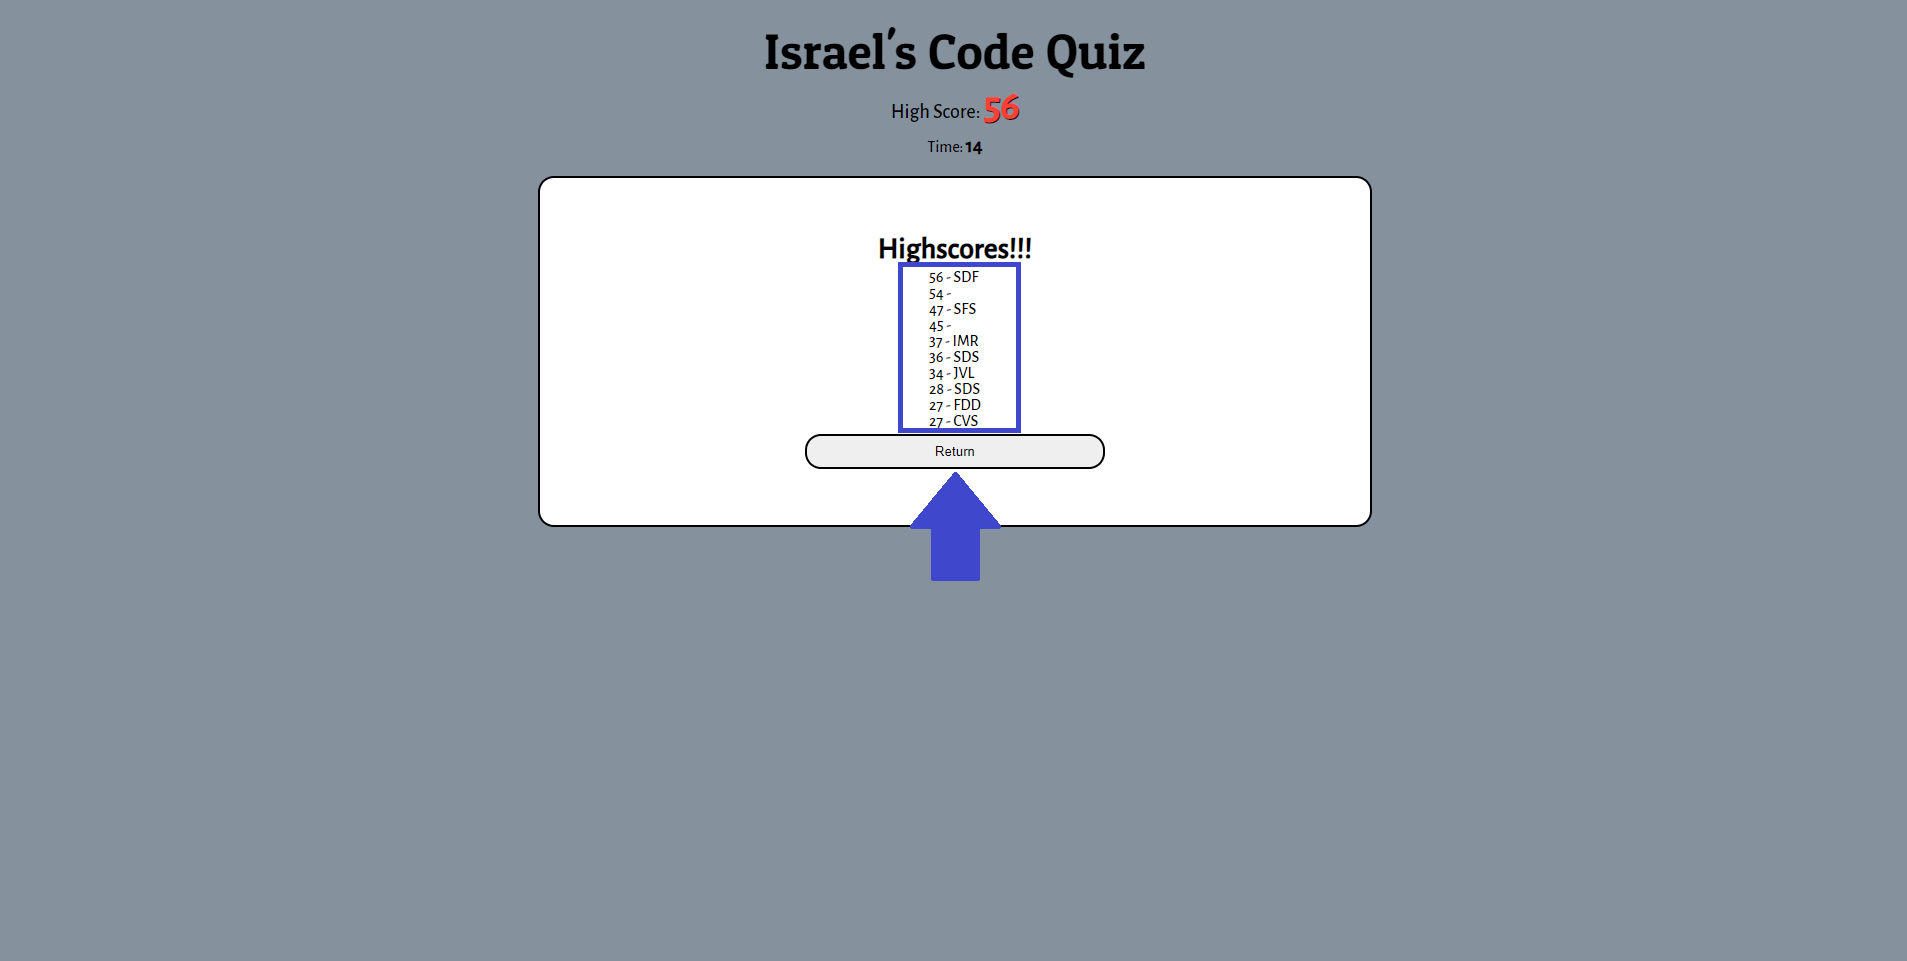 Israel's Code Quiz
High Score: 56
Time: 14
Highscores!!!
56 - SDF
54 -
47 - SFS
45 -
37 - IMR
36 - SDS
34 - JVL
28 - SDS
27 - FDD
27 - CVS
Return